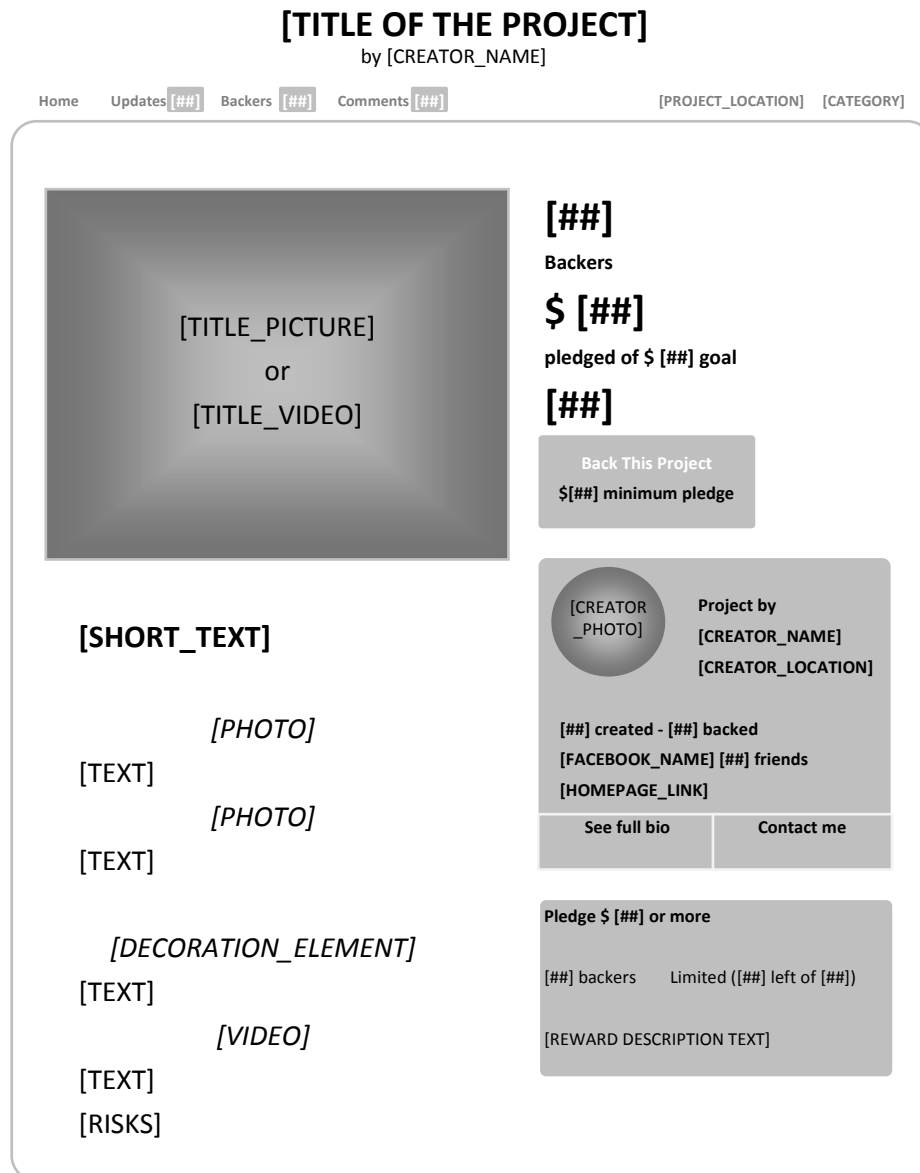 [TITLE OF THE PROJECT]
by [CREATOR_NAME]
Home Updates [##] Backers [##] Comments [##] [PROJECT_LOCATION] [CATEGORY]
[TITLE_PICTURE]
or
[TITLE_VIDEO]
[##]
Backers
$ [##]
pledged of $ [##] goal
[##]
Back This Project
$[##] minimum pledge
[CREATOR
_PHOTO]
Project by
[CREATOR_NAME]
[CREATOR_LOCATION]
[##] created - [##] backed
[FACEBOOK_NAME] [##] friends
[HOMEPAGE_LINK]
See full bio Contact me
Pledge $ [##] or more
[##] backers Limited ([##] left of [##])
[REWARD DESCRIPTION TEXT]
[SHORT_TEXT]
[PHOTO]
[TEXT]
[PHOTO]
[TEXT]
[DECORATION_ELEMENT]
[TEXT]
[VIDEO]
[TEXT]
[RISKS]